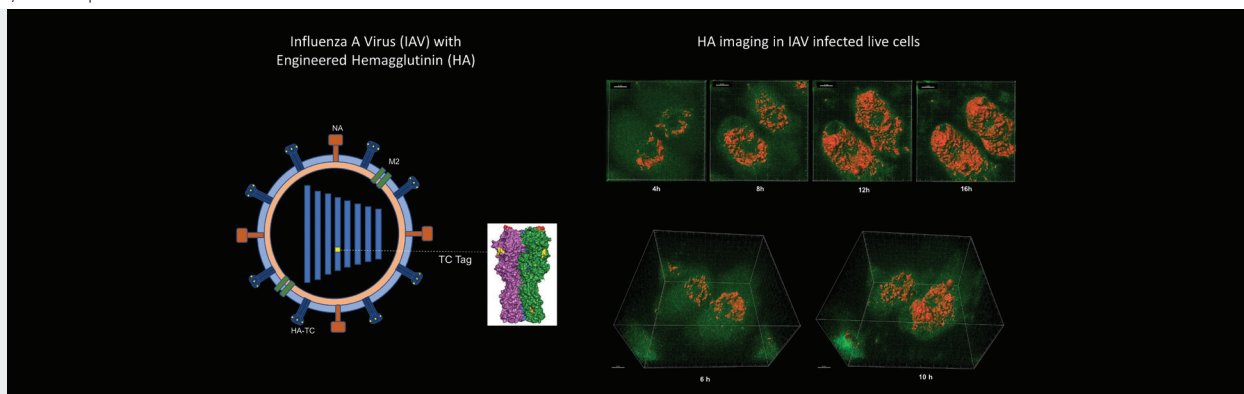 Influenza A Virus (IAV) with
Engineered Hemagglutinin (HA)
NA
M2
TC Tag
HA-TC
HA imaging in IAV infected live cells
4h
8h
12h
16h
6 h
10 h